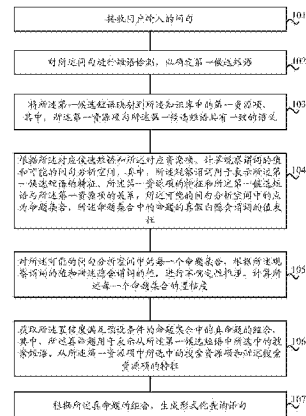 接收用户输入的问句
101
对所述问句进行短语检测，以确定第一候选短语
102
将所述第一候选短语映射到所述知识库中的第一资源项，
其中，所述第一资源项与所述第一候选短语具有一致的语义
103
根据所述第一候选短语和所述第一资源项，计算观察谓词的值
和可能的问句分析空间，其中，所述观察谓词用于表示所述第
一候选短语的特征、所述第一资源项的特征和所述第一候选短
语与所述第一资源项的关系，所述可能的问句分析空间中的点
为命题集合，所述命题集合中的命题的真假由隐含谓词的值表
征
104
对所述可能的问句分析空间中的每一个命题集合，根据所述观
察谓词的值和所述隐含谓词的值，进行不确定性推理，计算所
述每一个命题集合的置信度
105
获取所述置信度满足预设条件的命题集合中的真命题的组合，
其中，所述真命题用于表示从所述第一候选短语中所选中的搜
索短语、从所述第一资源项中所选中的搜索资源项和所述搜索
资源项的特征
106
根据所述真命题的组合，生成形式化查询语句
107